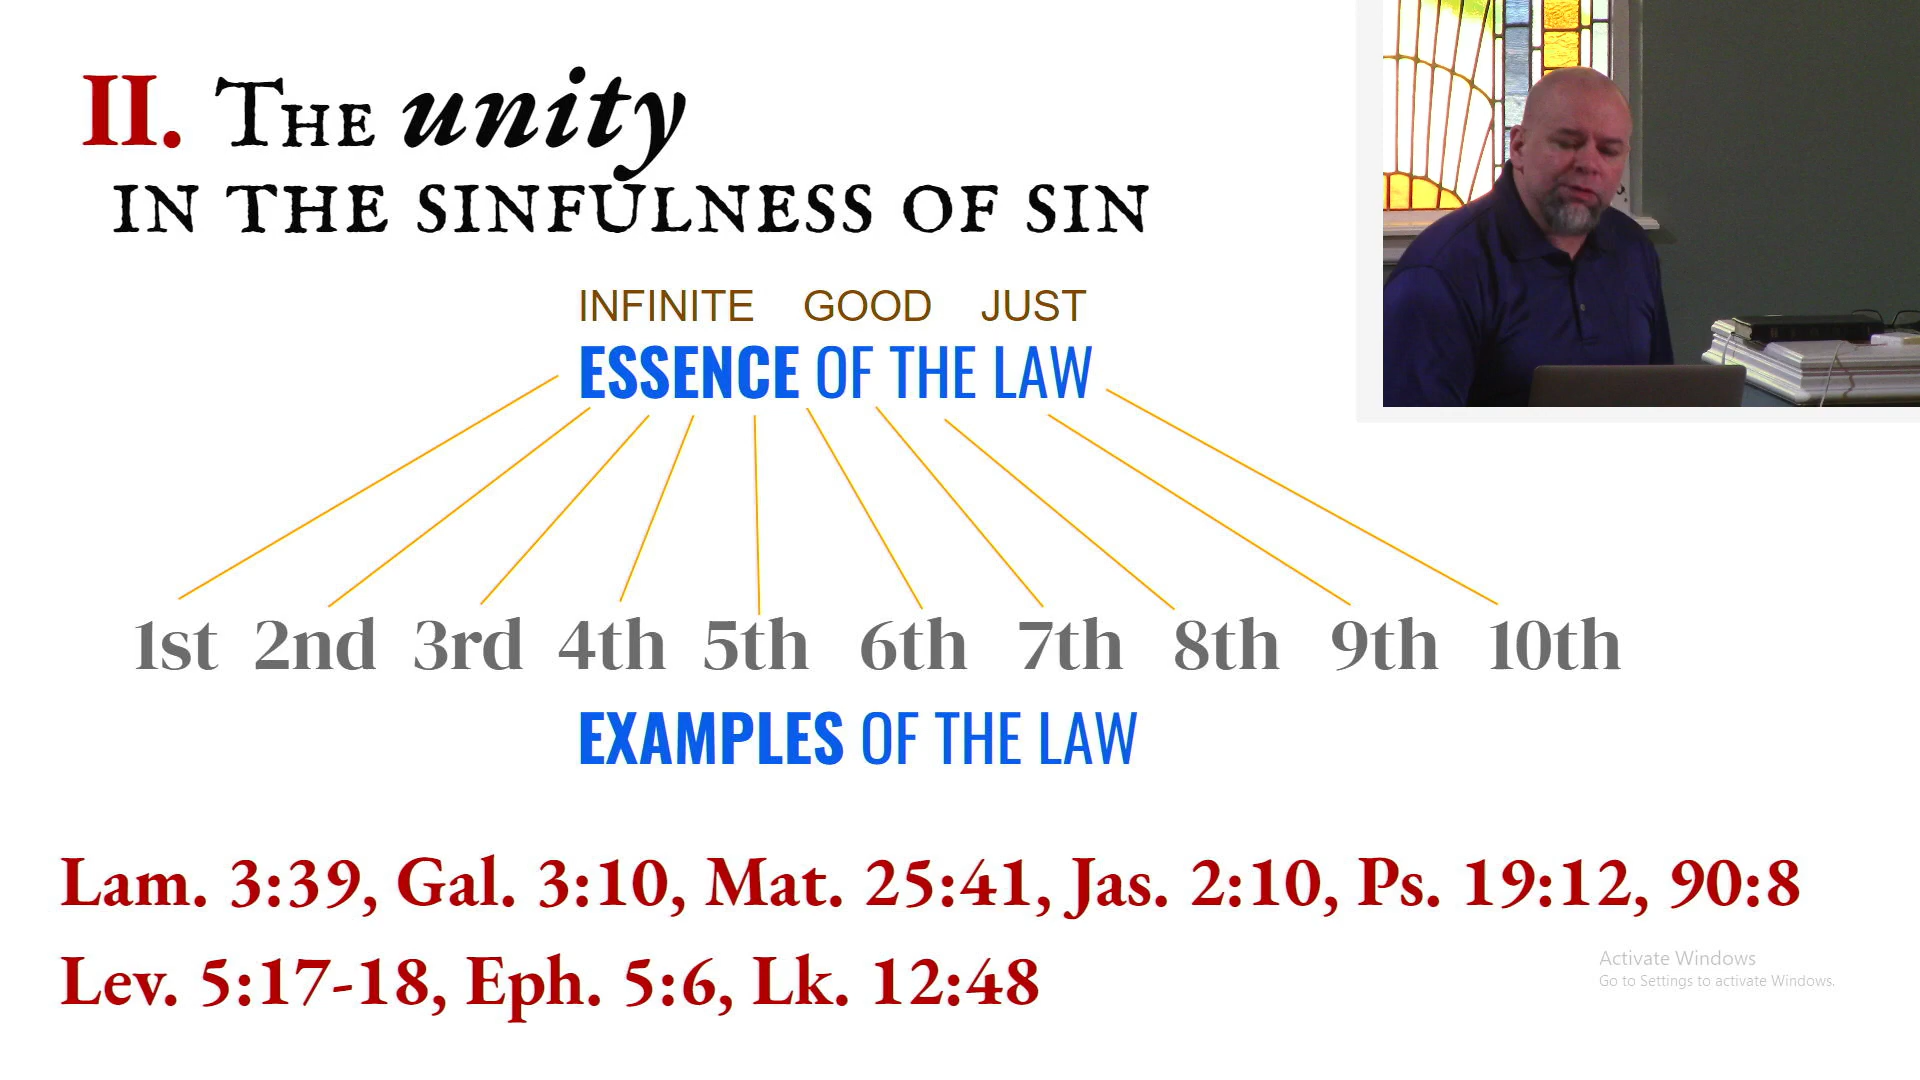 II. THE unity
IN THE SINFULNESS OF SIN
INFINITE GOOD JUST
ESSENCE OF THE LAW
1st 2nd 3rd 4th 5th 6th 7th 8th 9th 10th
EXAMPLES OF THE LAW
Lam. 3:39, Gal. 3:10, Mat. 25:41, Jas. 2:10, Ps. 19:12, 90:8
Lev. 5:17-18, Eph. 5:6, Lk. 12:48
Activate Windows
Go to Settings to activate Windows.